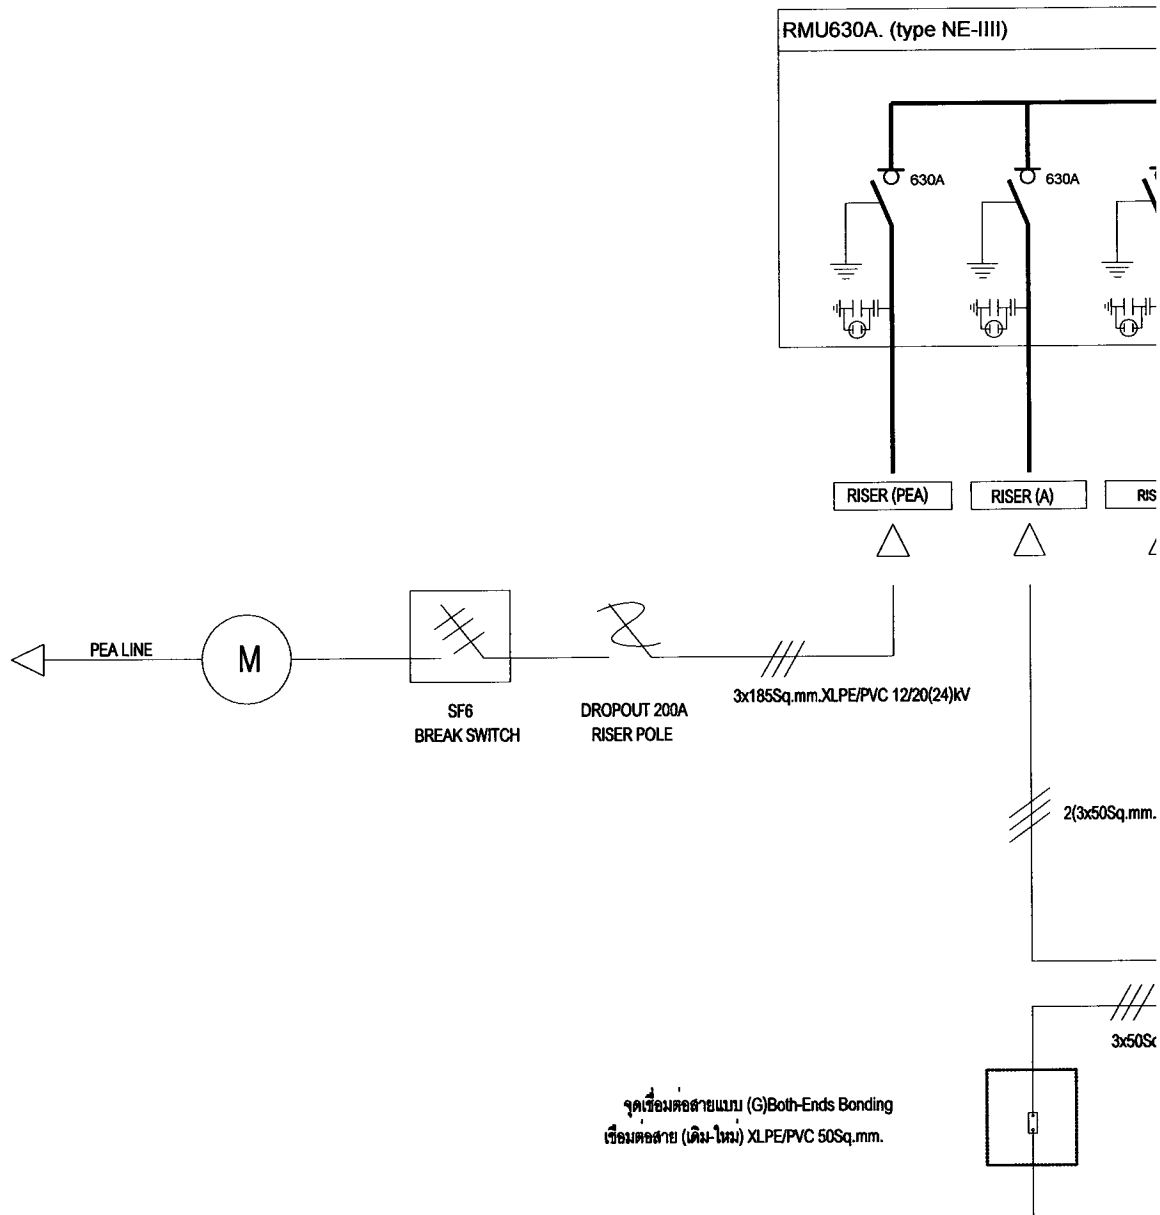 RMU630A. (type NE-IIII)
630A
630A
RISER (PEA)
RISER (A)
RIS
PEA LINE
M
SF6
BREAK SWITCH
DROPOUT 200A
RISER POLE
3x185Sq.mm.XLPE/PVC 12/20(24)kV
2(3x50Sq.mm.
3x50Sq
จุดเชื่อมต่อสายแบบ (G)Both-Ends Bonding
เชื่อมต่อสาย (เดิม-ใหม่) XLPE/PVC 50Sq.mm.